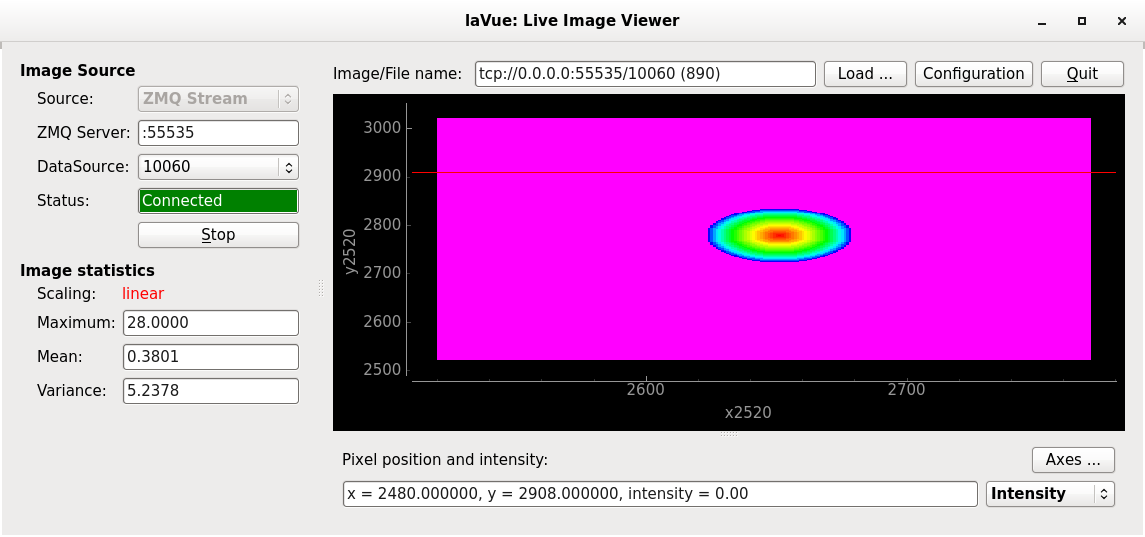 laVue: Live Image Viewer
Image Source
Source: ZMQ Stream
ZMQ Server: :55535
DataSource: 10060
Status: Connected
Stop
Image statistics
Scaling: linear
Maximum: 28.0000
Mean: 0.3801
Variance: 5.2378
Image/File name: tcp://0.0.0.0:55535/10060 (890) Load ... Configuration Quit
3000
2900
2800
2700
2600
2500
y2520
2600 2700
x2520
Pixel position and intensity: Axes ...
x = 2480.000000, y = 2908.000000, intensity = 0.00 Intensity